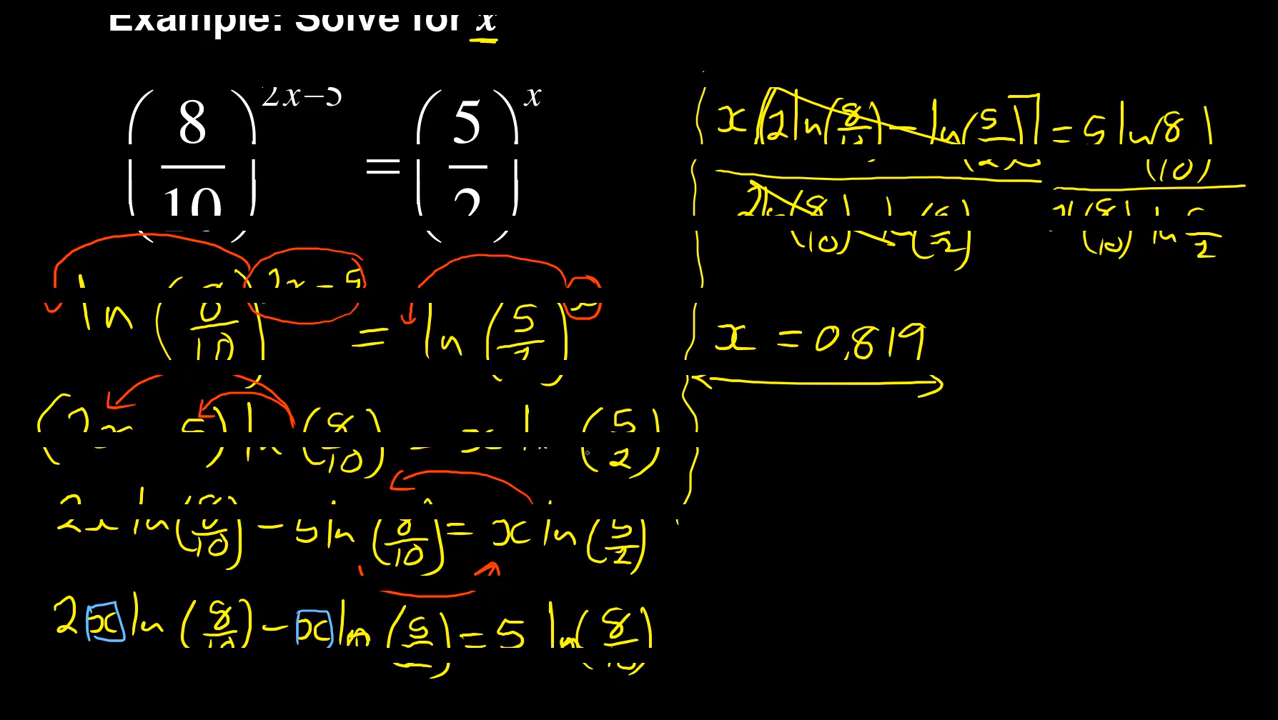 Example: Solve for x
(8/10)^(2x−5) = (5/2)^x
ln(8/10)^(2x−5) = ln(5/2)^x
(2x − 5) ln(8/10) = x ln(5/2)
2x ln(8/10) − 5 ln(8/10) = x ln(5/2)
2x ln(8/10) − x ln(5/2) = 5 ln(8/10)
x[2 ln(8/10) − ln(5/2)] = 5 ln(8/10)
x = 0,819